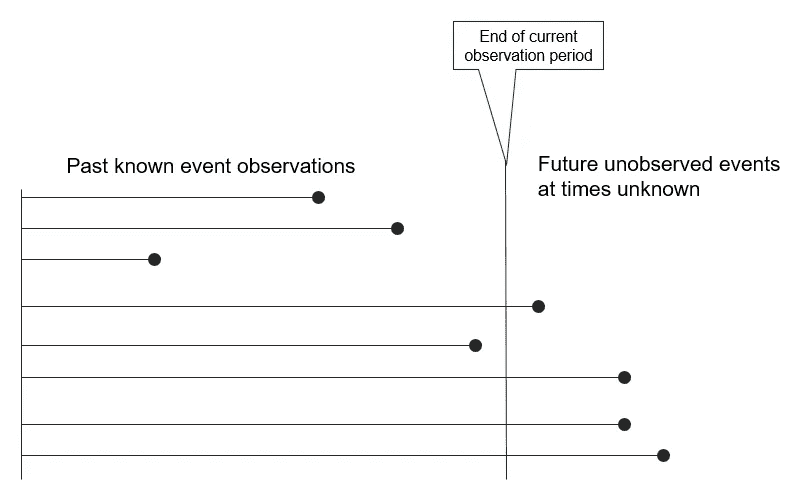 End of current
observation period
Past known event observations
Future unobserved events
at times unknown